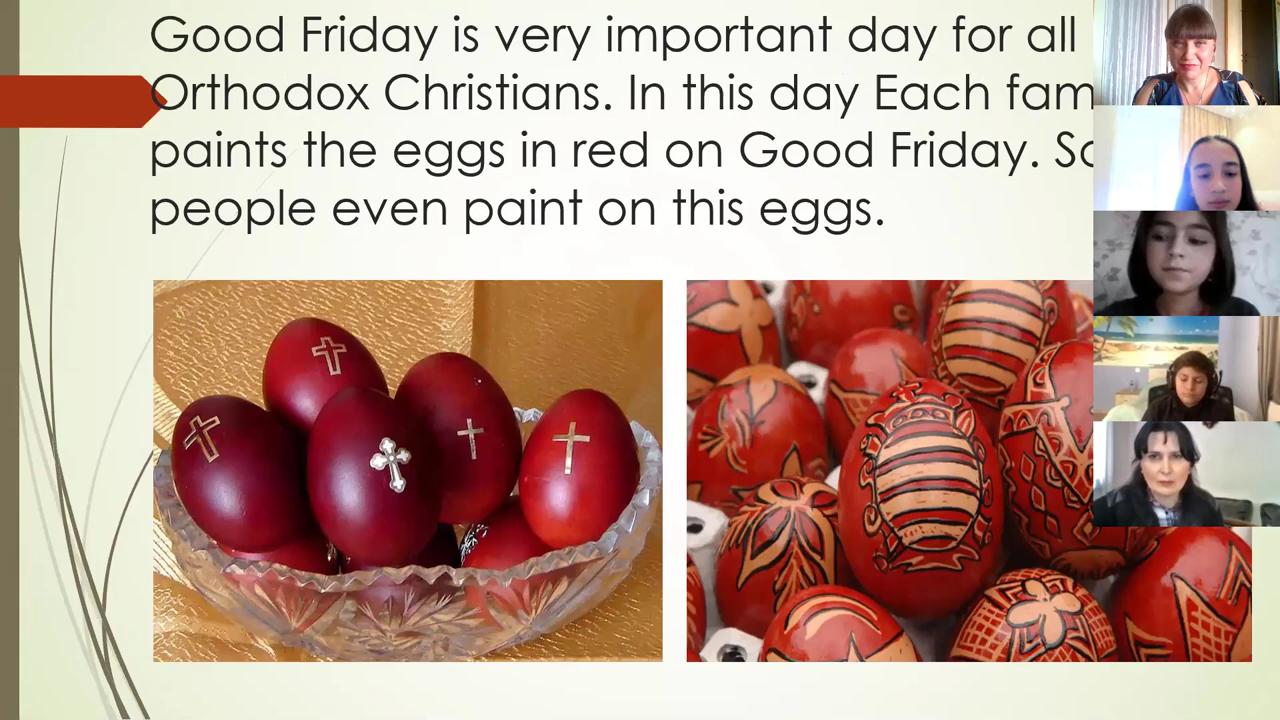 Good Friday is very important day for all
Orthodox Christians. In this day Each fam
paints the eggs in red on Good Friday. So
people even paint on this eggs.